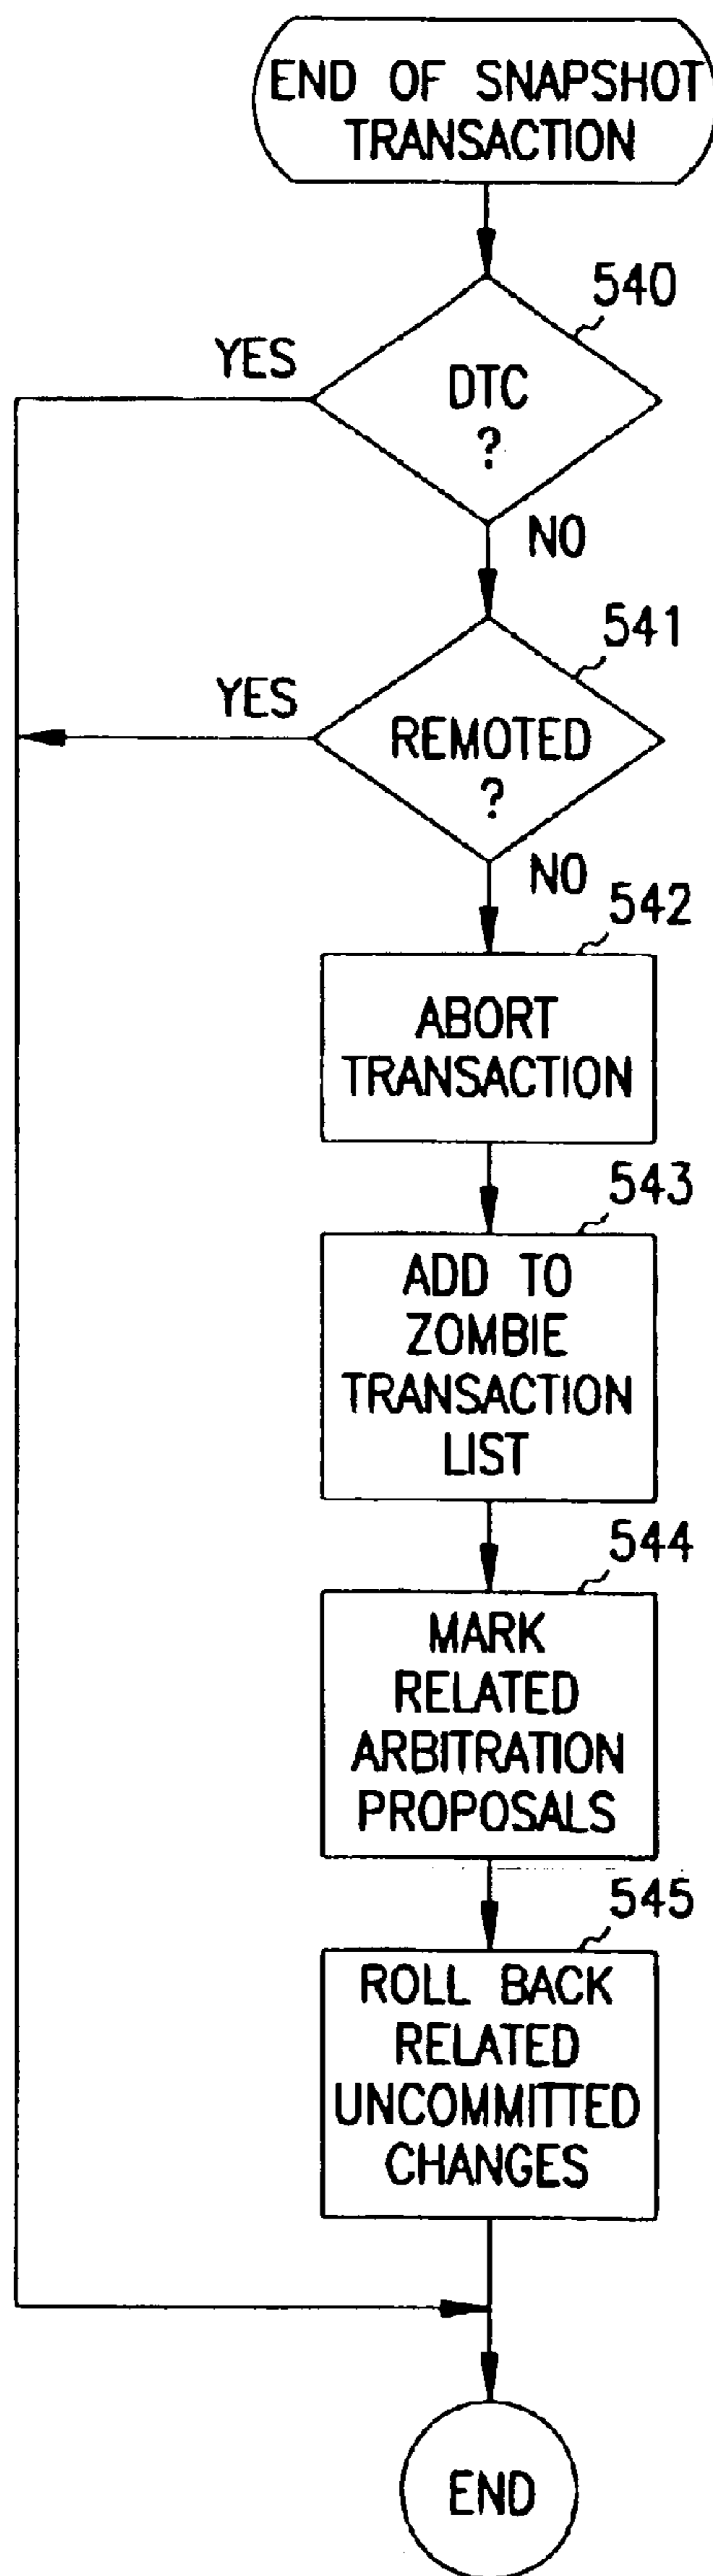 END OF SNAPSHOT
TRANSACTION
540
YES
DTC
?
NO
541
YES
REMOTED
?
NO
542
ABORT
TRANSACTION
543
ADD TO
ZOMBIE
TRANSACTION
LIST
544
MARK
RELATED
ARBITRATION
PROPOSALS
545
ROLL BACK
RELATED
UNCOMMITTED
CHANGES
END